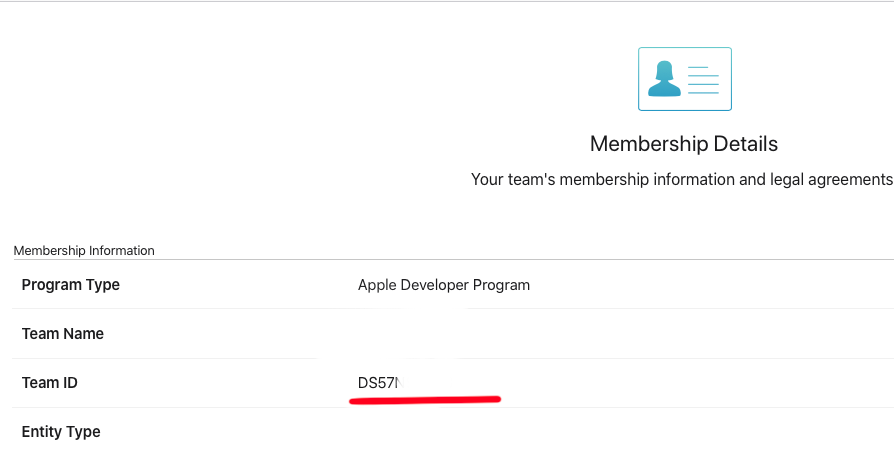 Membership Details
Your team's membership information and legal agreements
Membership Information
Program Type Apple Developer Program
Team Name
Team ID DS57
Entity Type